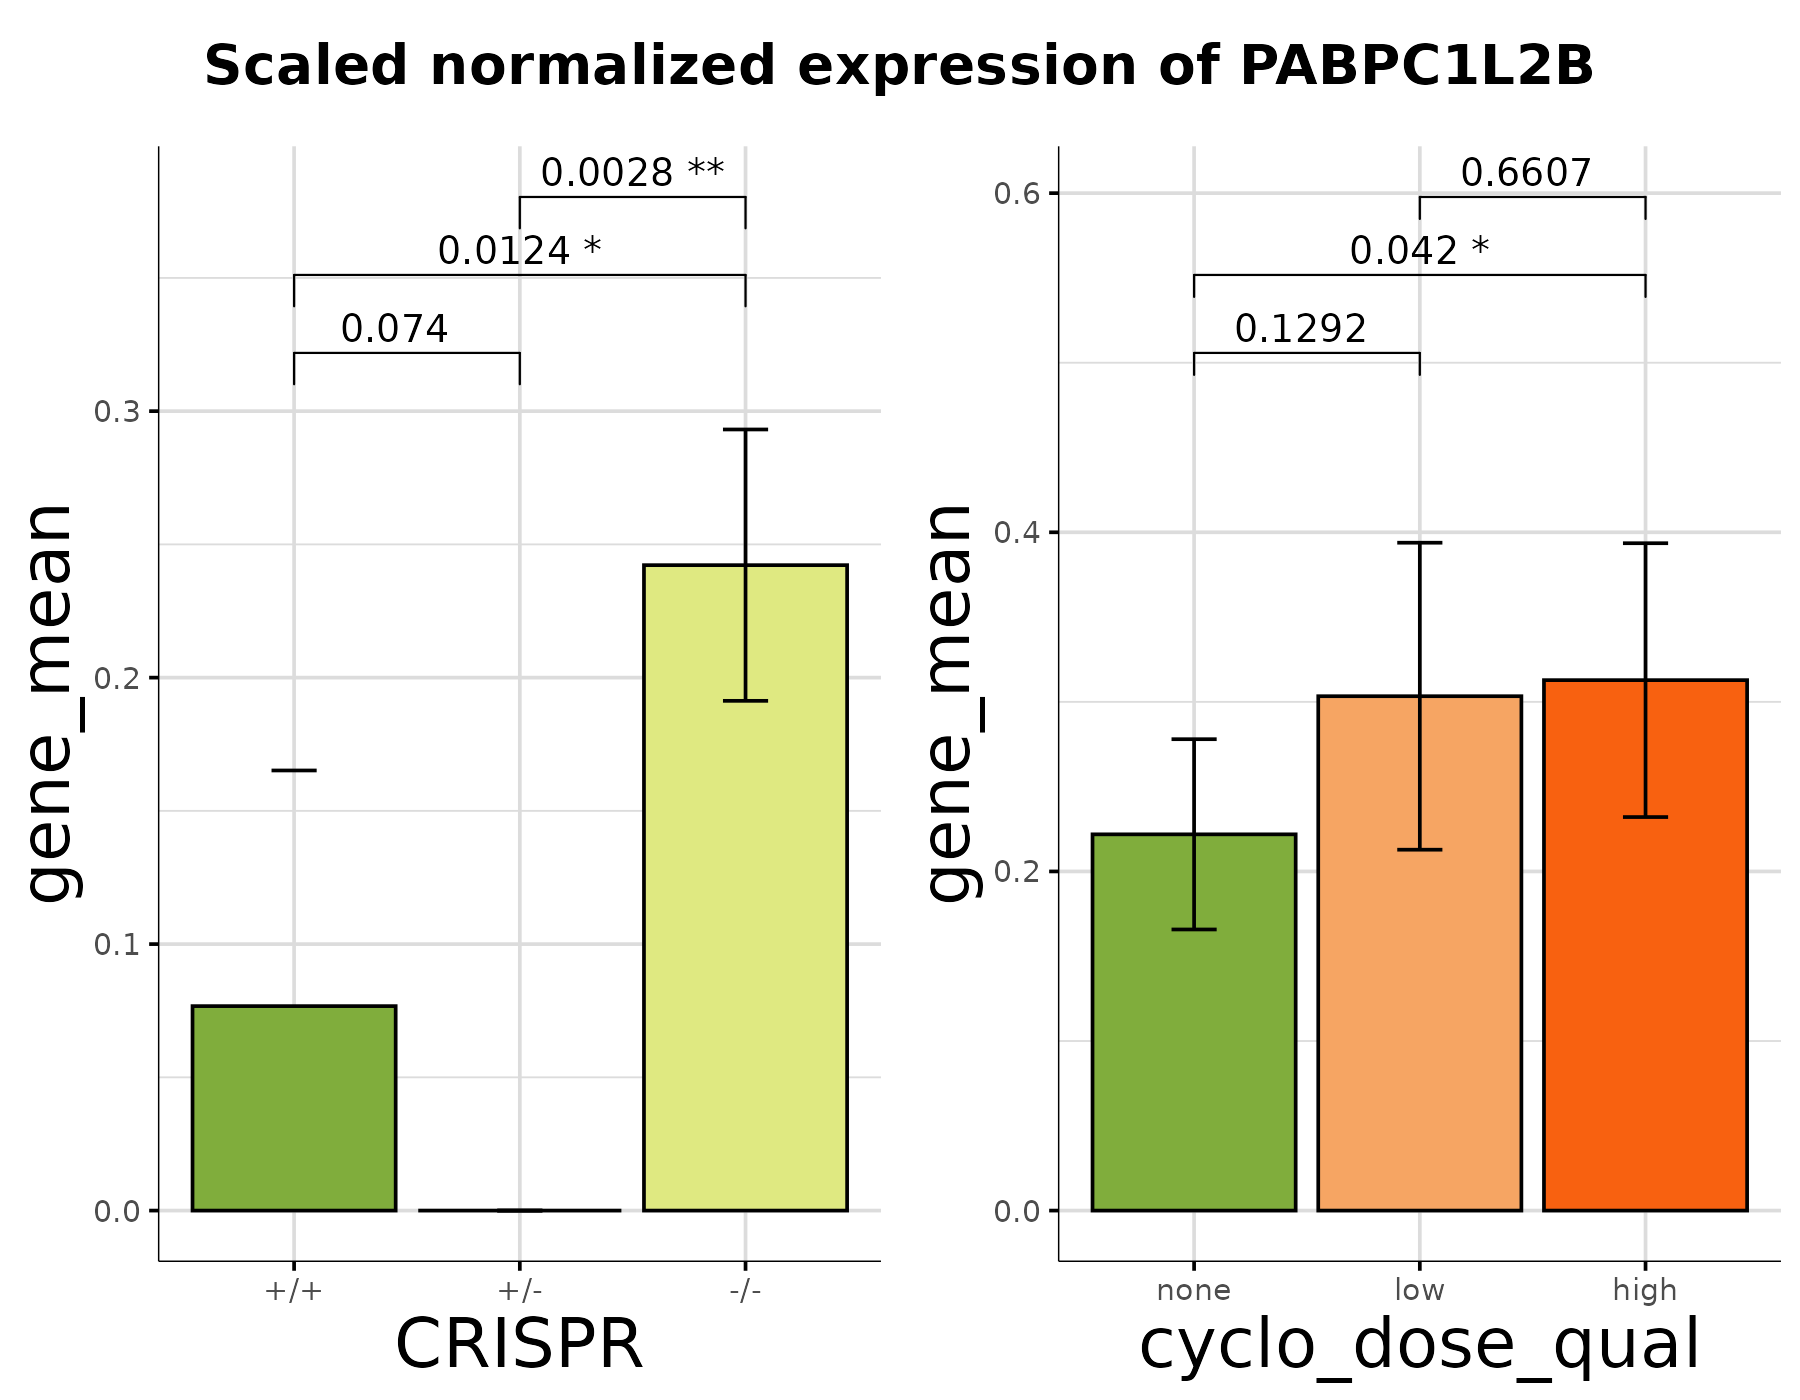 Scaled normalized expression of PABPC1L2B
gene_mean
0.0028 **
0.0124 *
0.074
0.3
0.2
0.1
0.0
+/+
+/-
-/-
CRISPR
gene_mean
0.6607
0.042 *
0.1292
0.6
0.4
0.2
0.0
none
low
high
cyclo_dose_qual